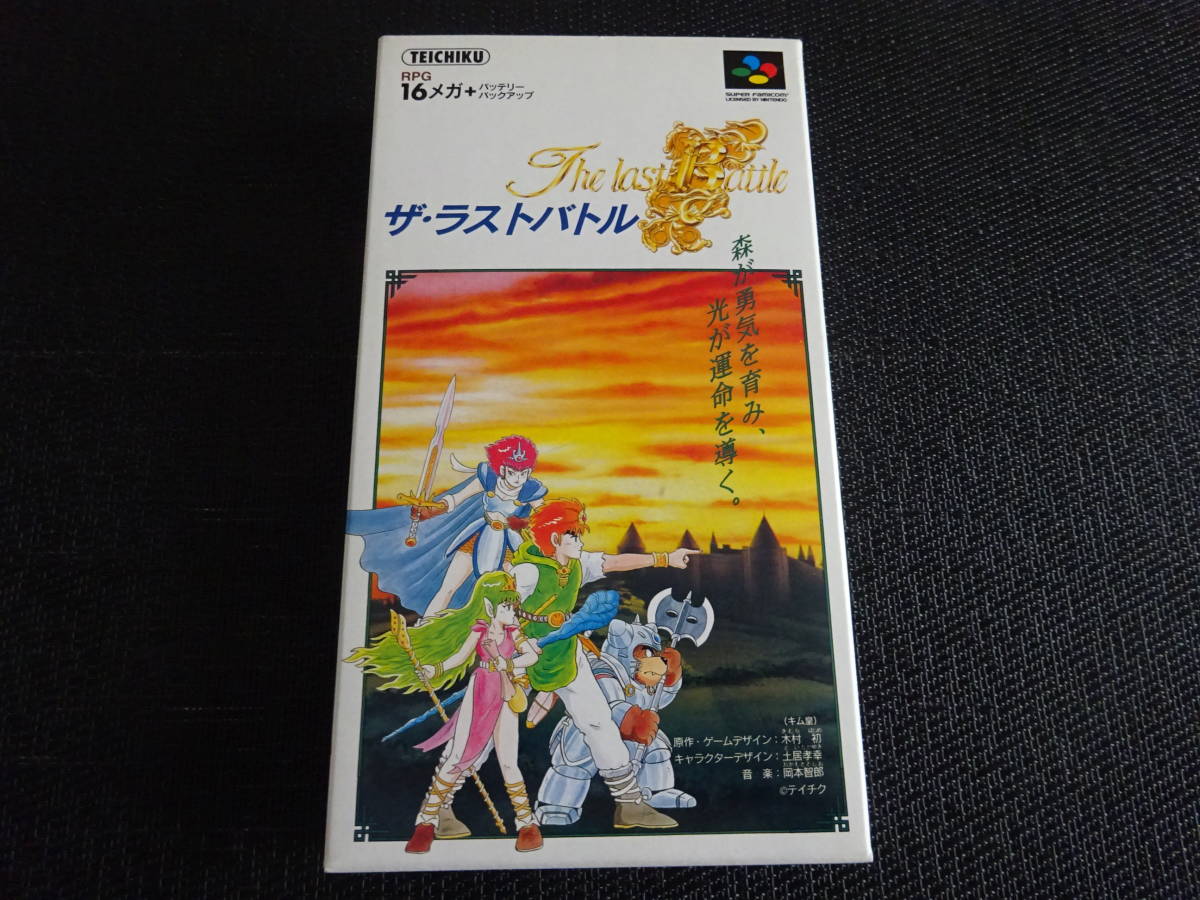 TEICHIKU
RPG
16メガ+バッテリーバックアップ
SUPER FAMICOM
LICENSED BY NINTENDO
The last Battle
ザ・ラストバトル
森が勇気を育み、
光が運命を導く。
(キム皇)
原作・ゲームデザイン:木村 初
キャラクターデザイン:土居孝幸
音 楽:岡本智郎
©テイチク